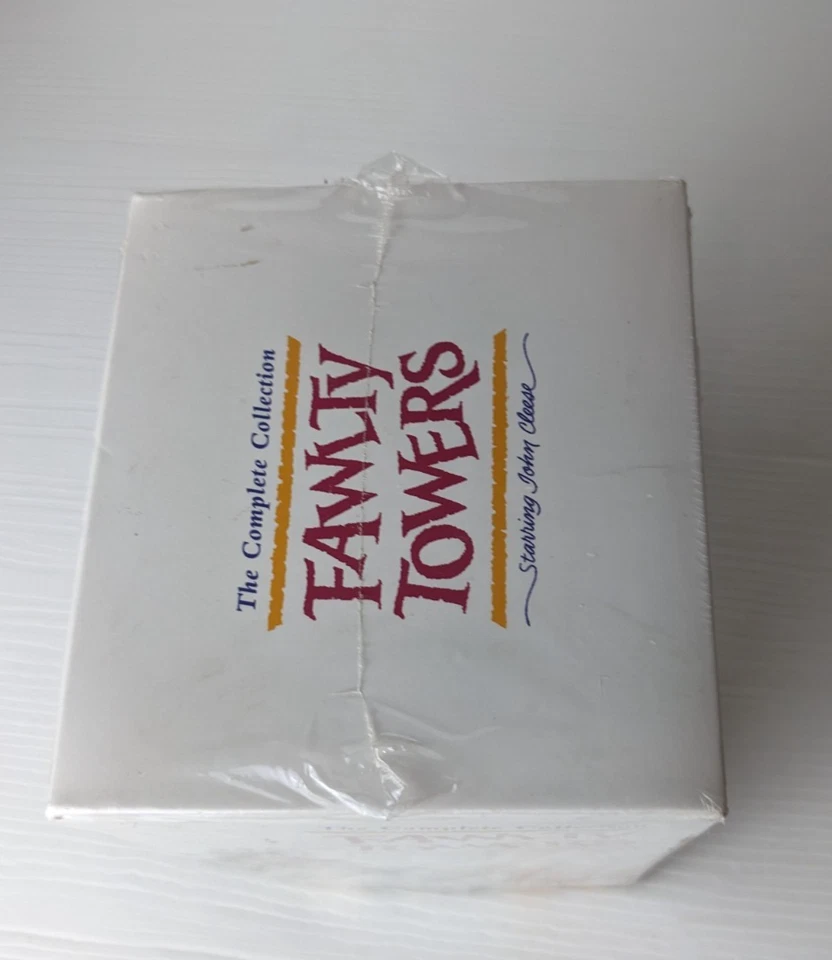 The Complete Collection
FAWLTY
TOWERS
Starring John Cleese